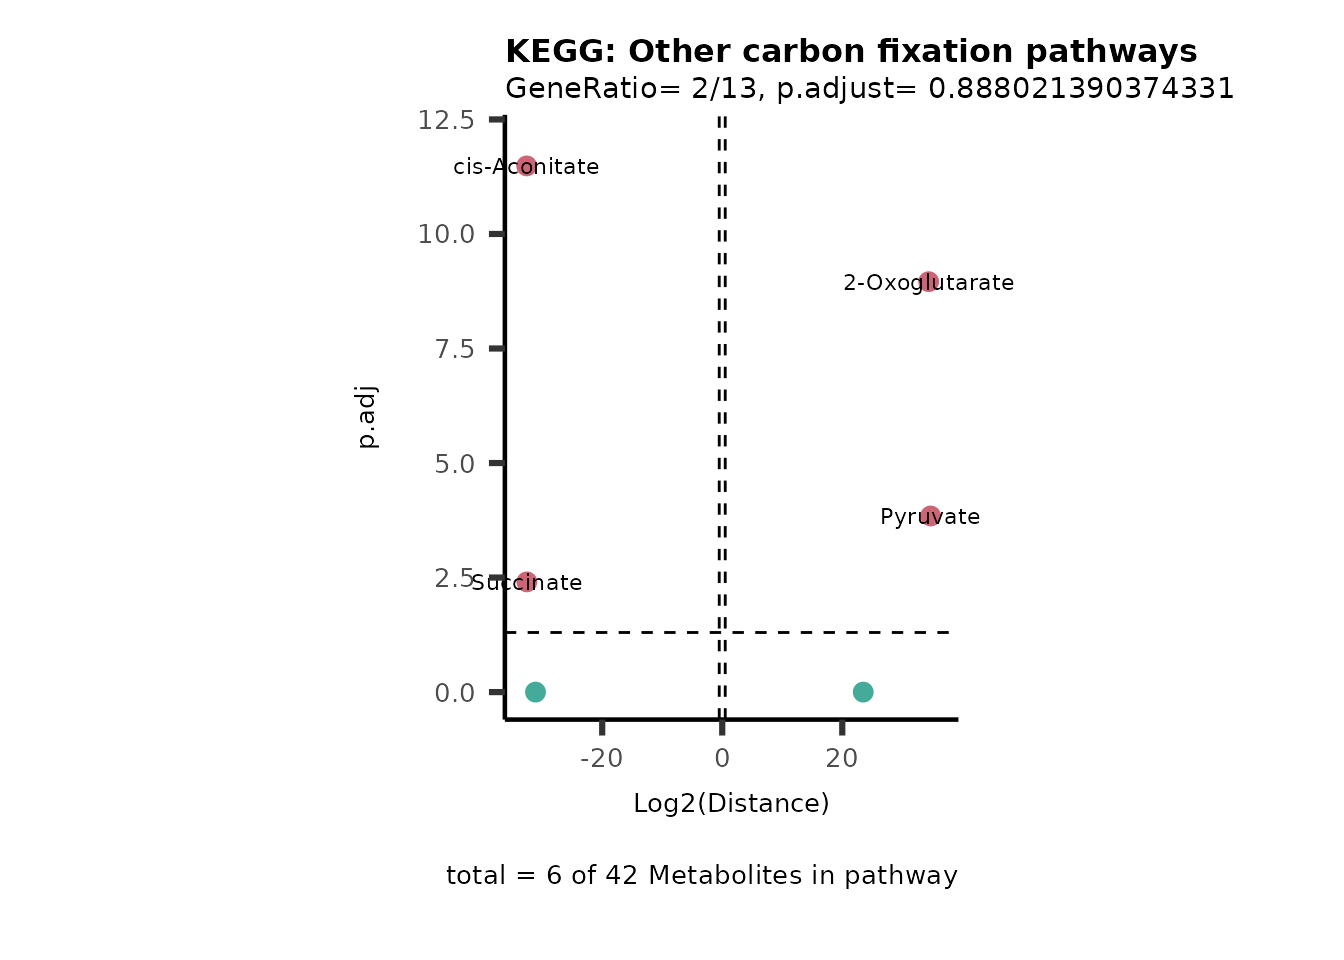 KEGG: Other carbon fixation pathways
GeneRatio= 2/13, p.adjust= 0.888021390374331
12.5
cis-Aconitate
10.0
2-Oxoglutarate
7.5
p.adj
5.0
Pyruvate
2.5
Succinate
0.0
-20 0 20
Log2(Distance)
total = 6 of 42 Metabolites in pathway